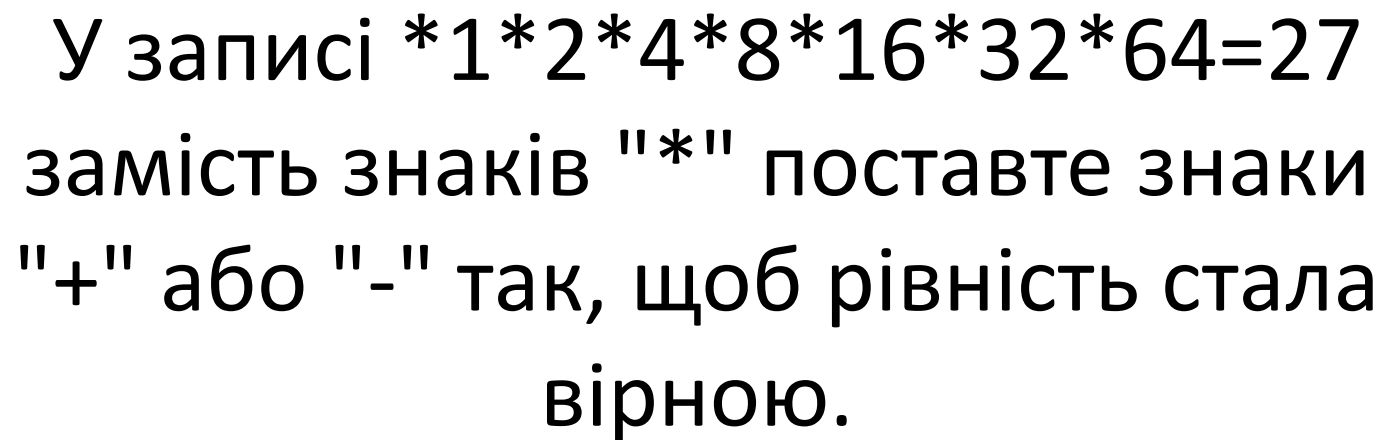 У записі *1*2*4*8*16*32*64=27
замість знаків "*" поставте знаки
"+" або "-" так, щоб рівність стала
вірною.